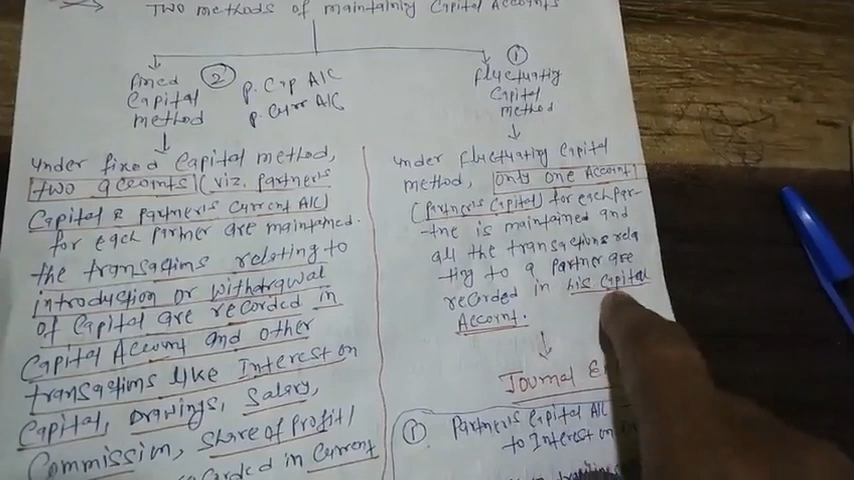 TWO methods of maintaining Capital Accounts
fixed Capital method
②
P. Cap A/C
P. Curr A/C
①
fluctuating Capital method
under fixed Capital method,
two accounts (viz. partner's
Capital & partner's Current A/C)
for each partner are maintained.
the transactions relating to
introduction or withdrawal
of Capital are recorded in
Capital Account and other
transactions like Interest on
Capital, Drawings, Salary,
Commission, Share of Profit/
in Current
under fluctuating Capital
method, only one Account
(partner's Capital) for each par-
tne is maintained and
all the transactions rela
ting to a partner are
recorded in his Capital
Account.
Journal
① Partner's Capital A/C
to Interest on